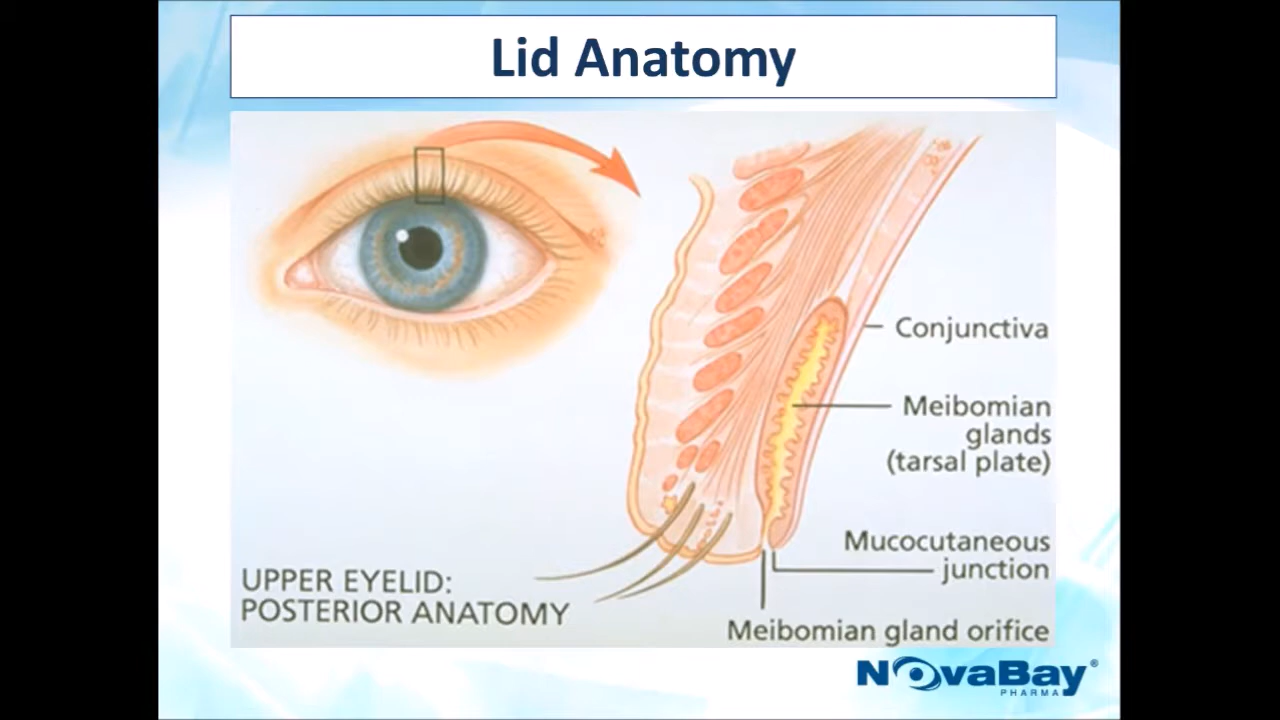 Lid Anatomy
Conjunctiva
Meibomian
glands
(tarsal plate)
Mucocutaneous
junction
UPPER EYELID:
POSTERIOR ANATOMY
Meibomian gland orifice
NovaBay®
PHARMA